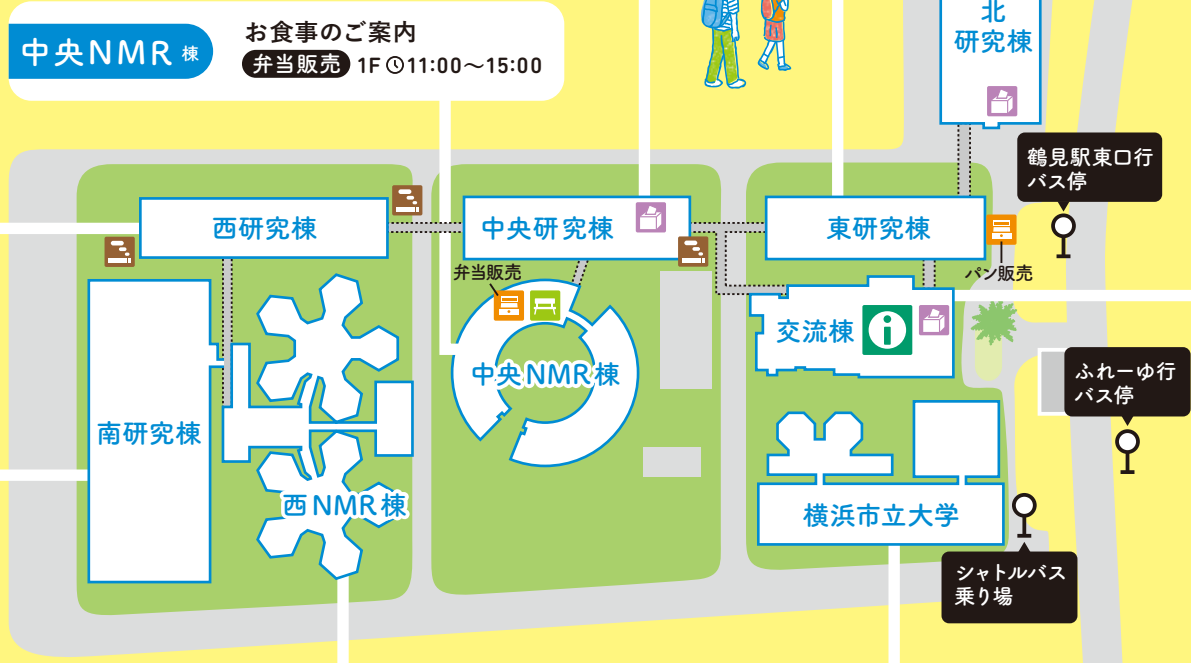 中央NMR 棟
お食事のご案内
弁当販売 1F 11:00〜15:00
北
研究棟
鶴見駅東口行
バス停
西研究棟
中央研究棟
東研究棟
弁当販売
パン販売
交流棟
中央NMR棟
ふれーゆ行
バス停
南研究棟
西NMR棟
横浜市立大学
シャトルバス
乗り場